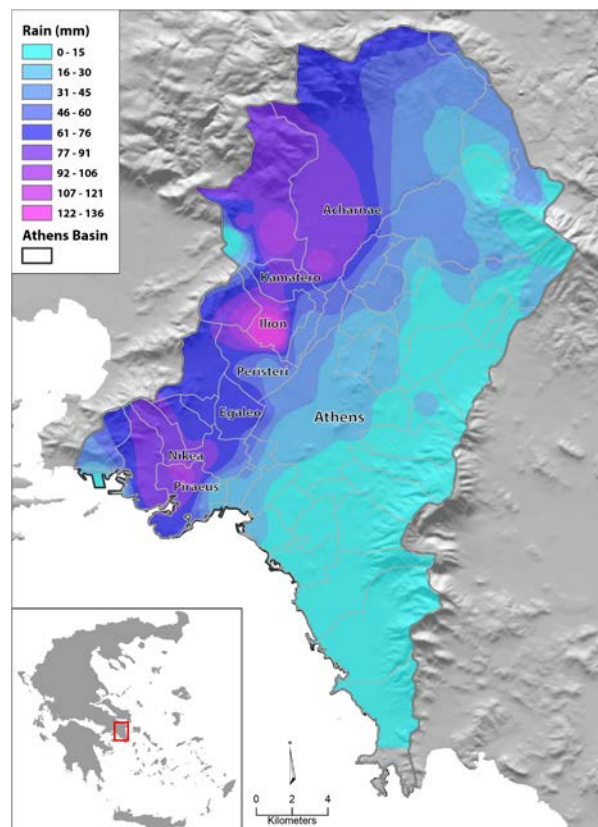 Rain (mm)
0 - 15
16 - 30
31 - 45
46 - 60
61 - 76
77 - 91
92 - 106
107 - 121
122 - 136
Athens Basin
Acharnae
Kamatero
Ilion
Peristeri
Egaleo
Athens
Nikea
Piraeus
0 2 4
Kilometers